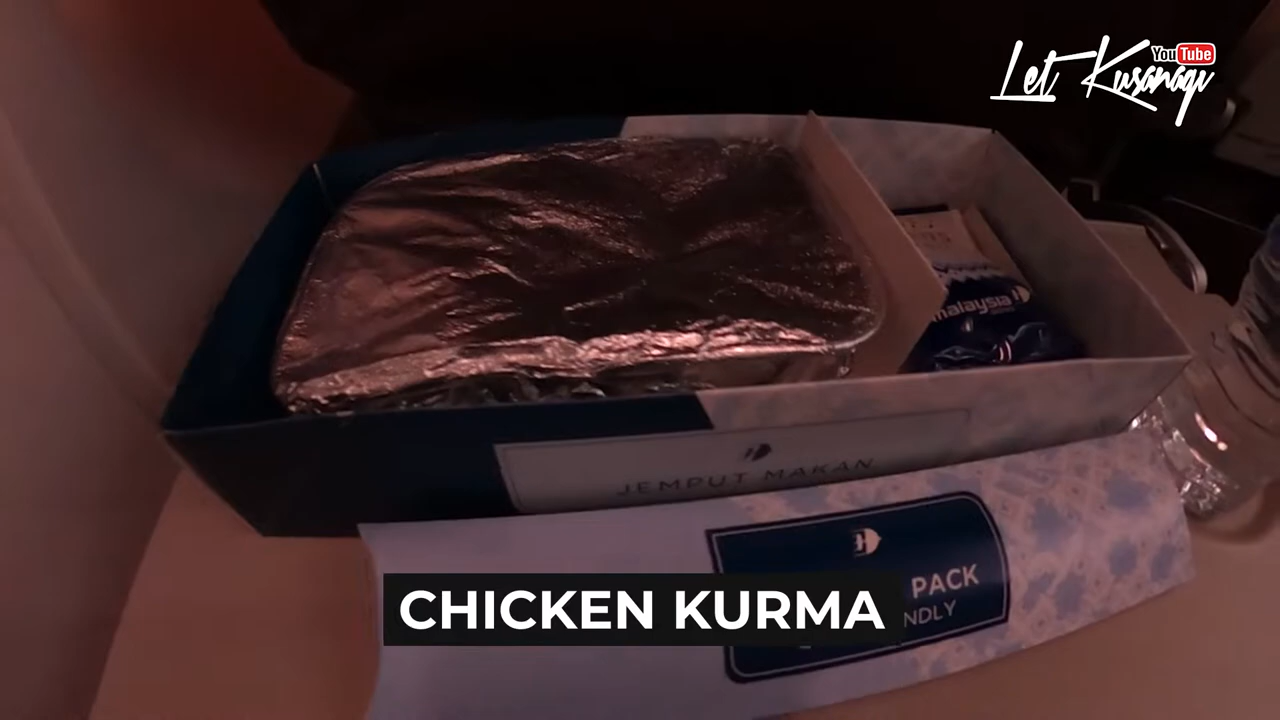 Let Kusanagi
YouTube
malaysia
JEMPUT MAKAN
PACK
NDLY
CHICKEN KURMA